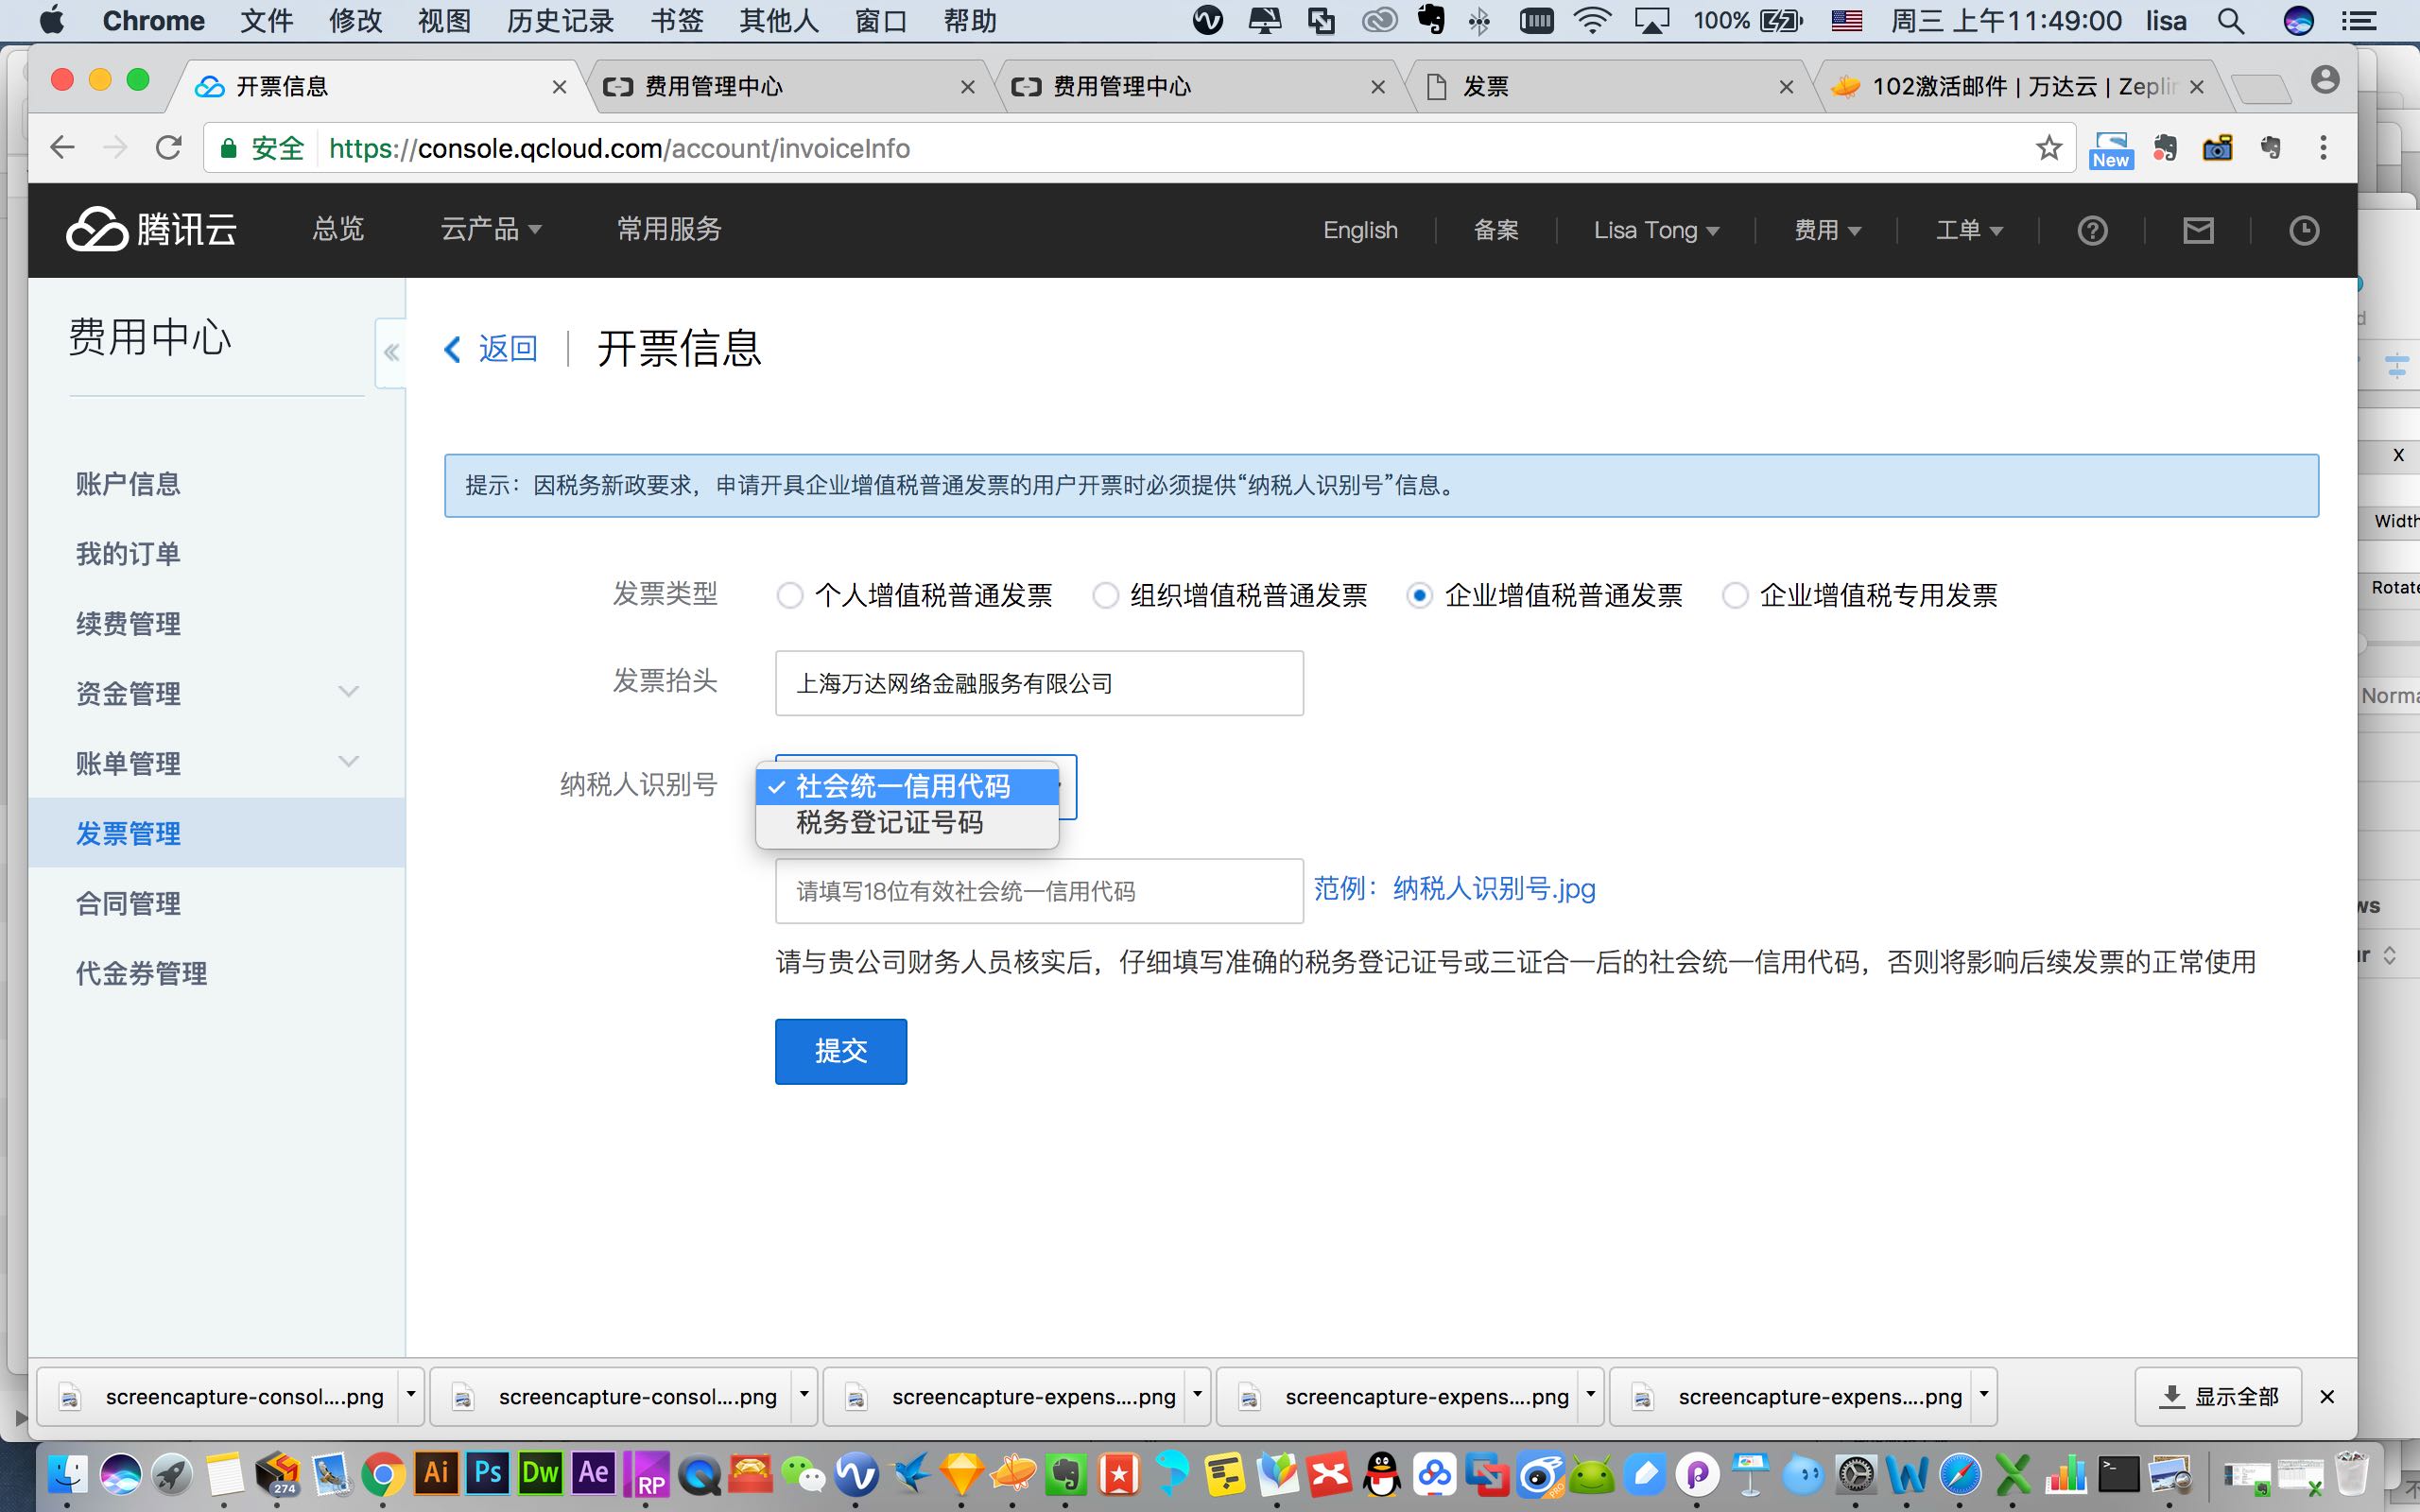 Chrome 文件 修改 视图 历史记录 书签 其他人 窗口 帮助 100% 周三 上午11:49:00 lisa
开票信息 费用管理中心 费用管理中心 发票 102激活邮件 | 万达云 | Zeplin
安全 https://console.qcloud.com/account/invoiceInfo New
腾讯云 总览 云产品 常用服务 English 备案 Lisa Tong 费用 工单
费用中心
返回 开票信息
提示：因税务新政要求，申请开具企业增值税普通发票的用户开票时必须提供“纳税人识别号”信息。
账户信息
我的订单
续费管理
资金管理
账单管理
发票管理
合同管理
代金券管理
发票类型 个人增值税普通发票 组织增值税普通发票 企业增值税普通发票 企业增值税专用发票
发票抬头 上海万达网络金融服务有限公司
纳税人识别号 社会统一信用代码
税务登记证号码
请填写18位有效社会统一信用代码 范例：纳税人识别号.jpg
请与贵公司财务人员核实后，仔细填写准确的税务登记证号或三证合一后的社会统一信用代码，否则将影响后续发票的正常使用
提交
X
Width
Rotate
Norma
ws
ur
screencapture-consol....png screencapture-consol....png screencapture-expens....png screencapture-expens....png screencapture-expens....png 显示全部
274 Ai Ps Dw Ae RP